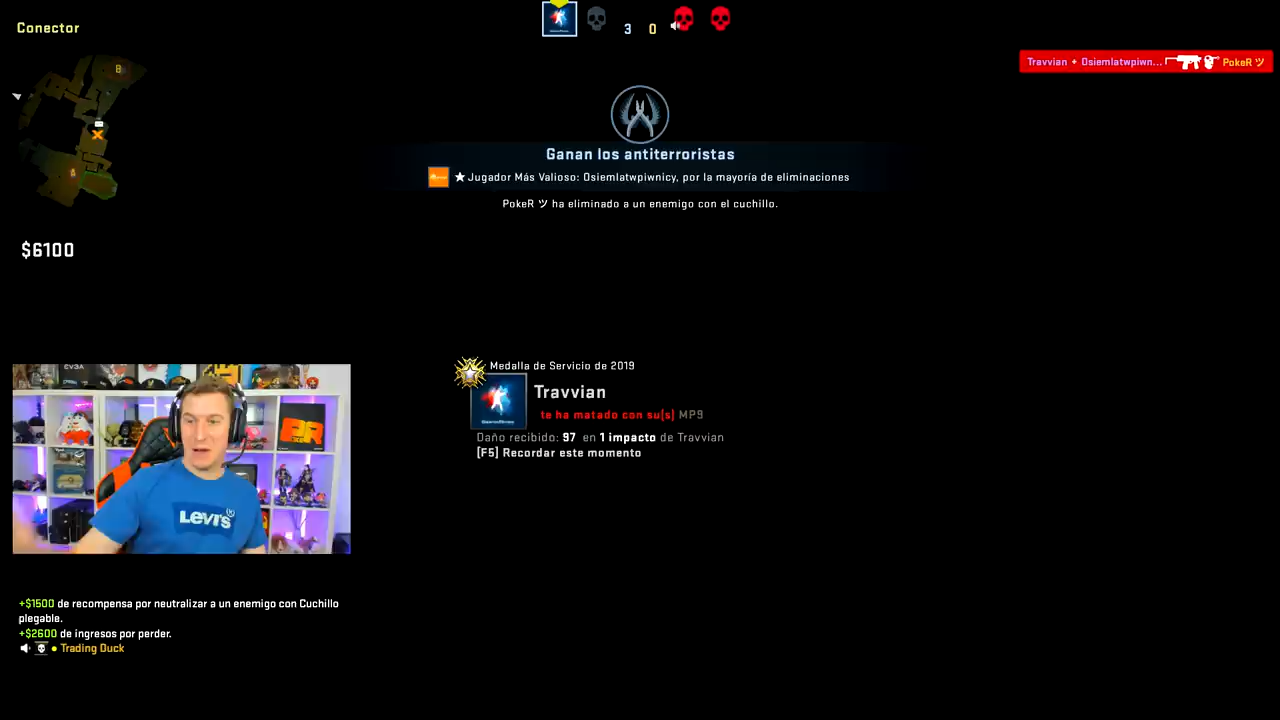 Conector
3 0
B
A
Travvian + Osiemlatwpiwn... PokeR ツ
Ganan los antiterroristas
★ Jugador Más Valioso: Osiemlatwpiwnicy, por la mayoría de eliminaciones
PokeR ツ ha eliminado a un enemigo con el cuchillo.
$6100
Medalla de Servicio de 2019
Travvian
te ha matado con su(s) MP9
Daño recibido: 97 en 1 impacto de Travvian
[F5] Recordar este momento
EVGA
BR
LEVI'S
+$1500 de recompensa por neutralizar a un enemigo con Cuchillo
plegable.
+$2600 de ingresos por perder.
Trading Duck